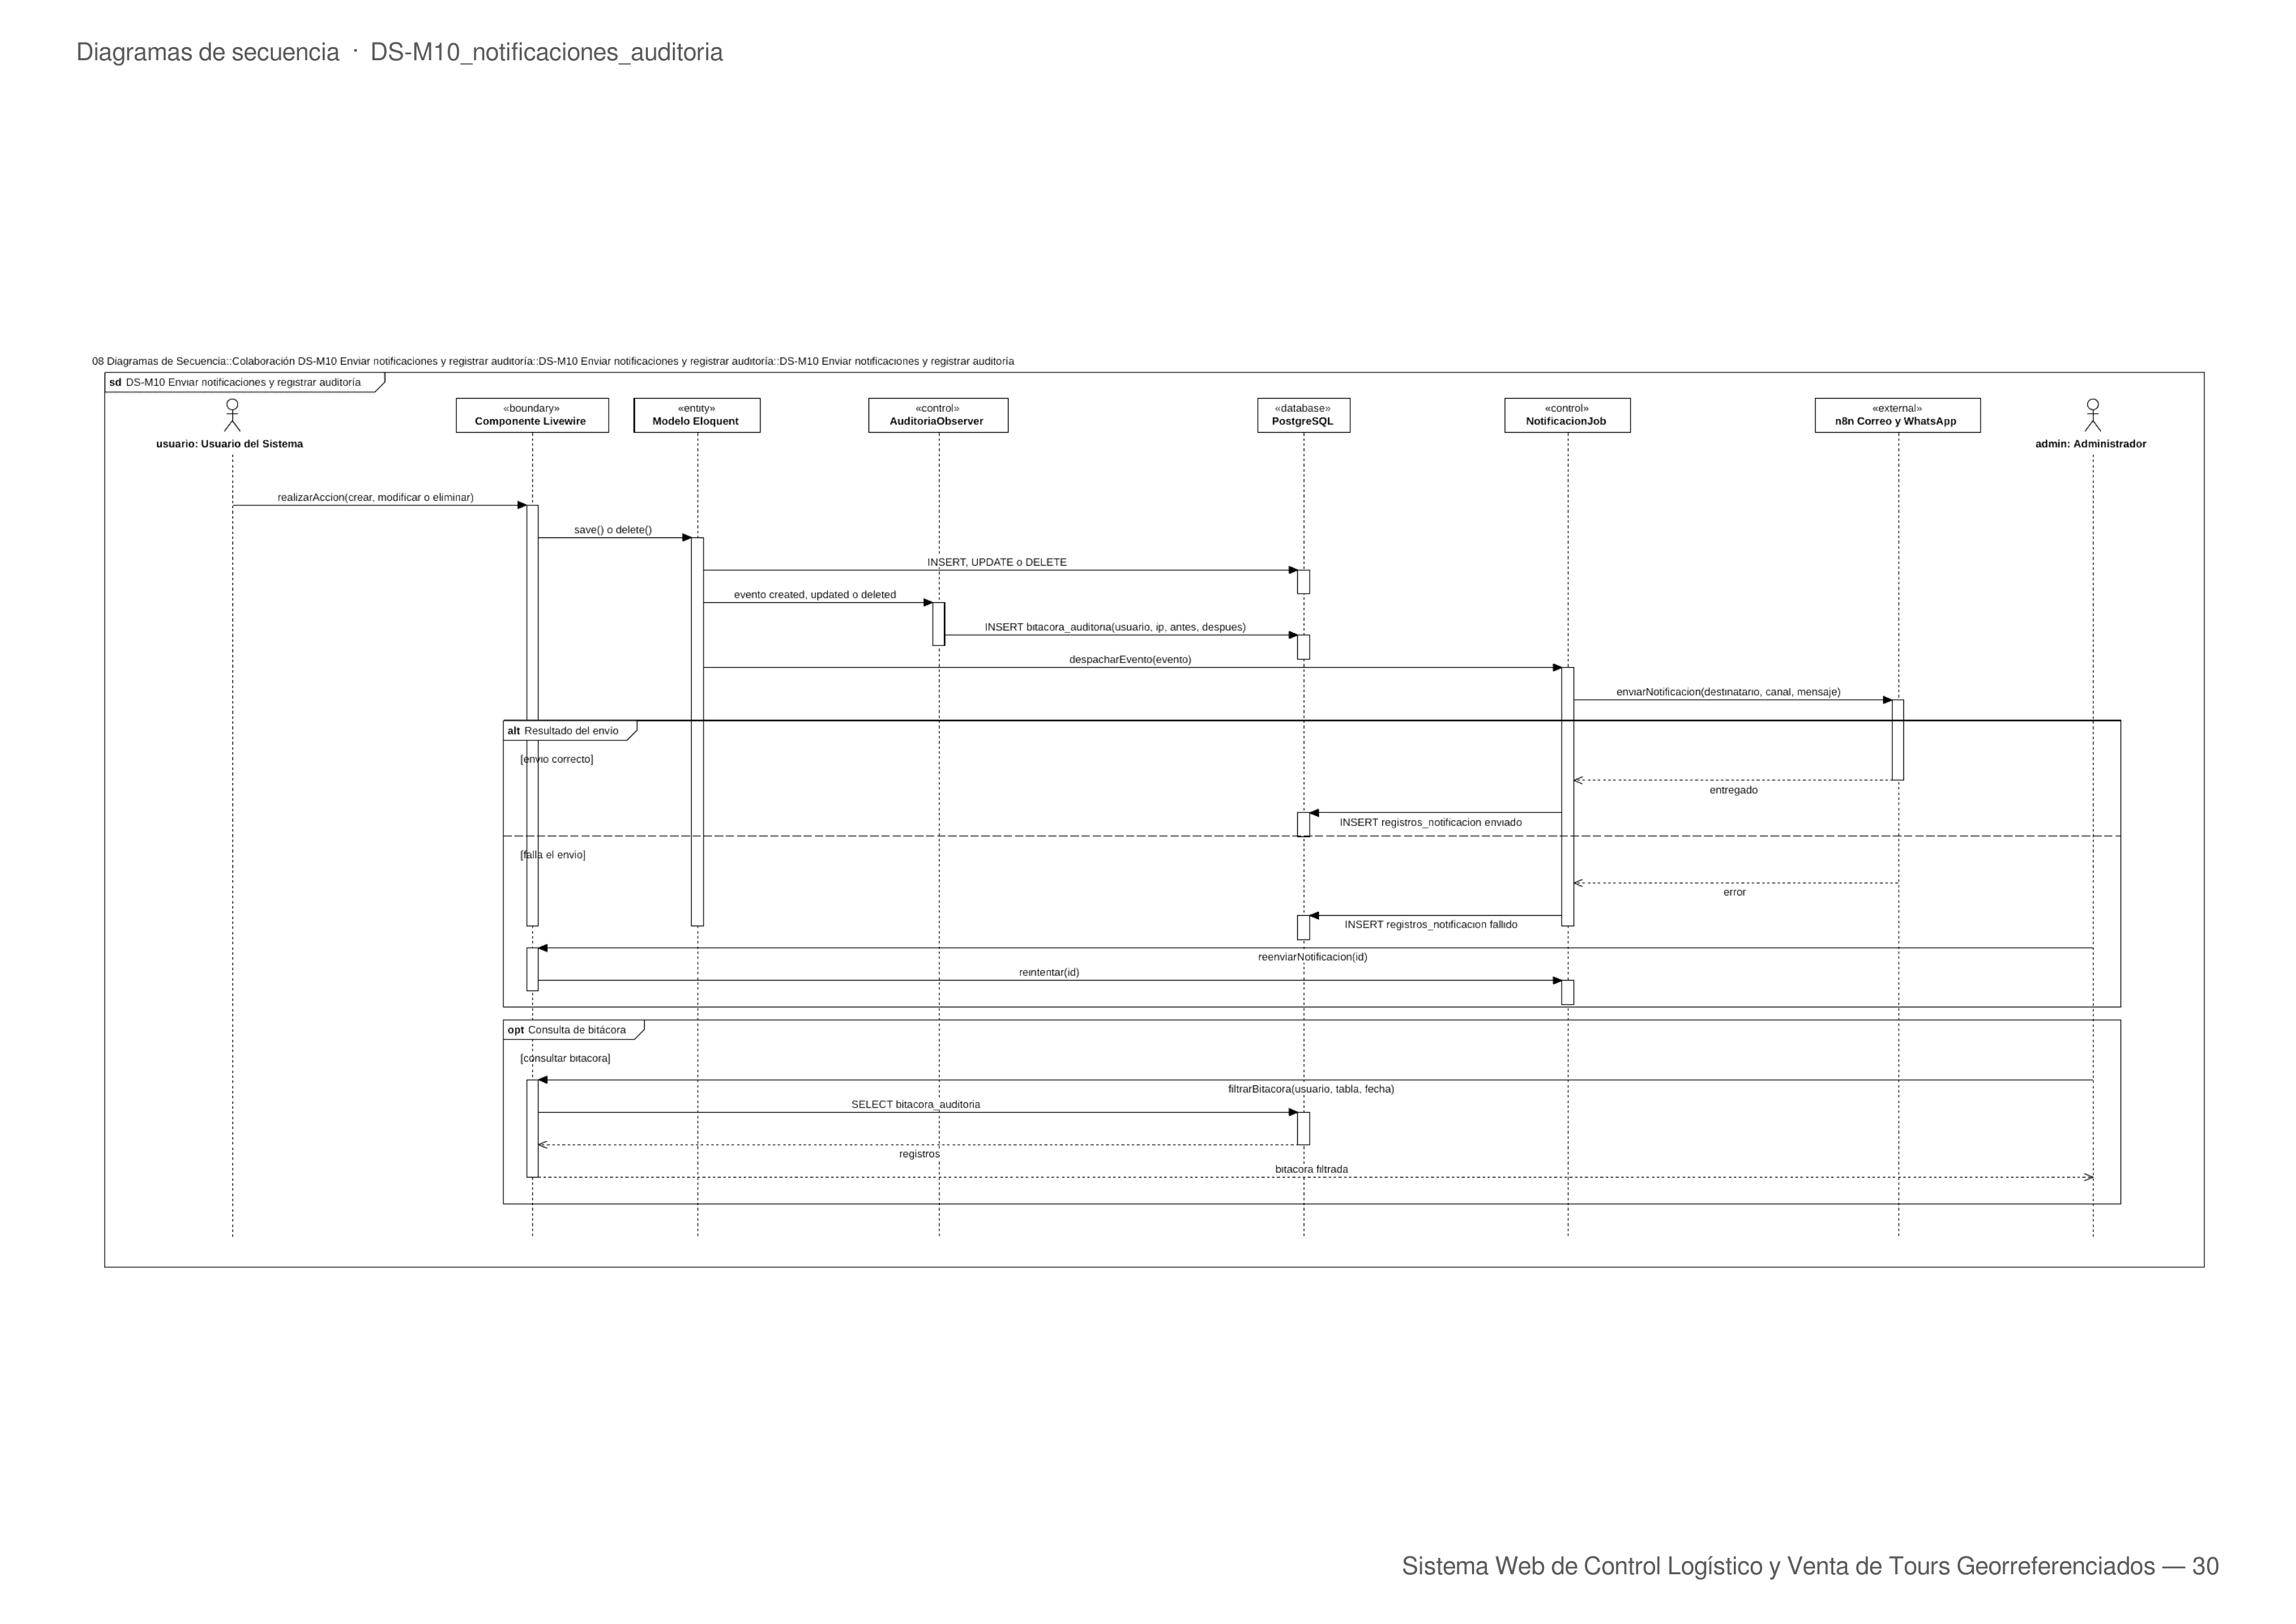 Diagramas de secuencia · DS-M10_notificaciones_auditoria
08 Diagramas de Secuencia::Colaboración DS-M10 Enviar notificaciones y registrar auditoría::DS-M10 Enviar notificaciones y registrar auditoría::DS-M10 Enviar notificaciones y registrar auditoría
sd DS-M10 Enviar notificaciones y registrar auditoría
usuario: Usuario del Sistema
«boundary»
Componente Livewire
«entity»
Modelo Eloquent
«control»
AuditoriaObserver
«database»
PostgreSQL
«control»
NotificacionJob
«external»
n8n Correo y WhatsApp
admin: Administrador
realizarAccion(crear, modificar o eliminar)
save() o delete()
INSERT, UPDATE o DELETE
evento created, updated o deleted
INSERT bitacora_auditoria(usuario, ip, antes, despues)
despacharEvento(evento)
enviarNotificacion(destinatario, canal, mensaje)
alt Resultado del envío
[envio correcto]
entregado
INSERT registros_notificacion enviado
[falla el envio]
error
INSERT registros_notificacion fallido
reenviarNotificacion(id)
reintentar(id)
opt Consulta de bitácora
[consultar bitacora]
filtrarBitacora(usuario, tabla, fecha)
SELECT bitacora_auditoria
registros
bitacora filtrada
Sistema Web de Control Logístico y Venta de Tours Georreferenciados — 30